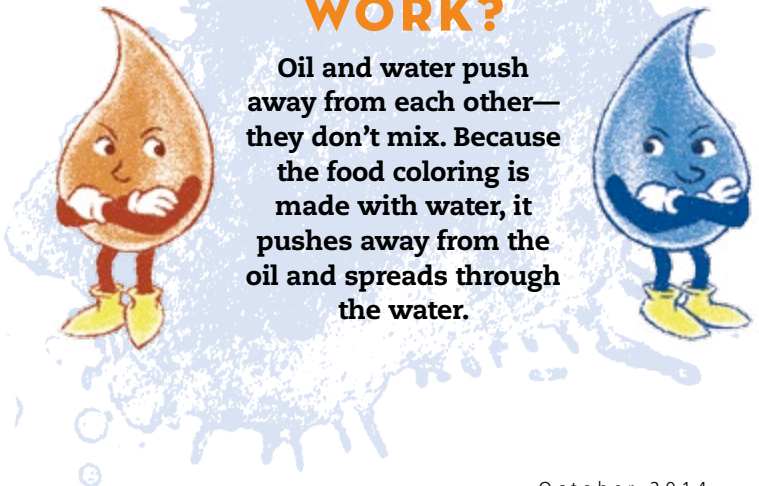 WORK?
Oil and water push
away from each other—
they don't mix. Because
the food coloring is
made with water, it
pushes away from the
oil and spreads through
the water.
October 2014